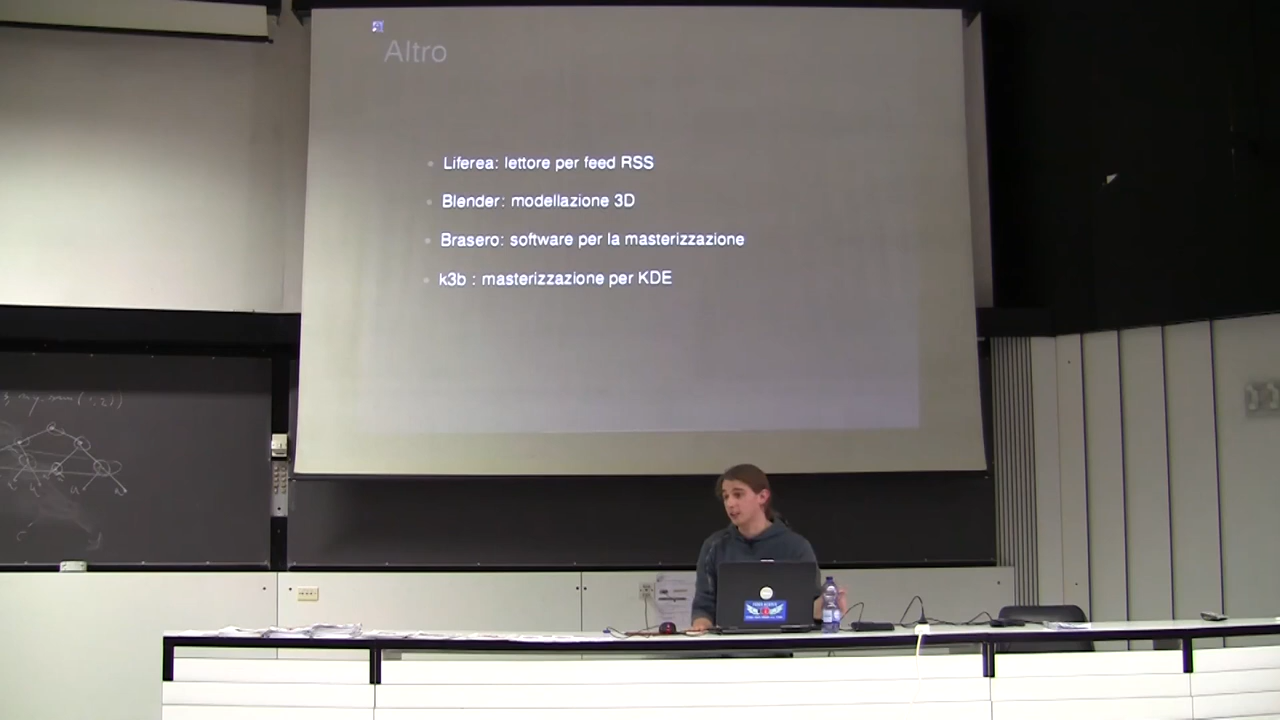 Altro
Liferea: lettore per feed RSS
Blender: modellazione 3D
Brasero: software per la masterizzazione
k3b : masterizzazione per KDE